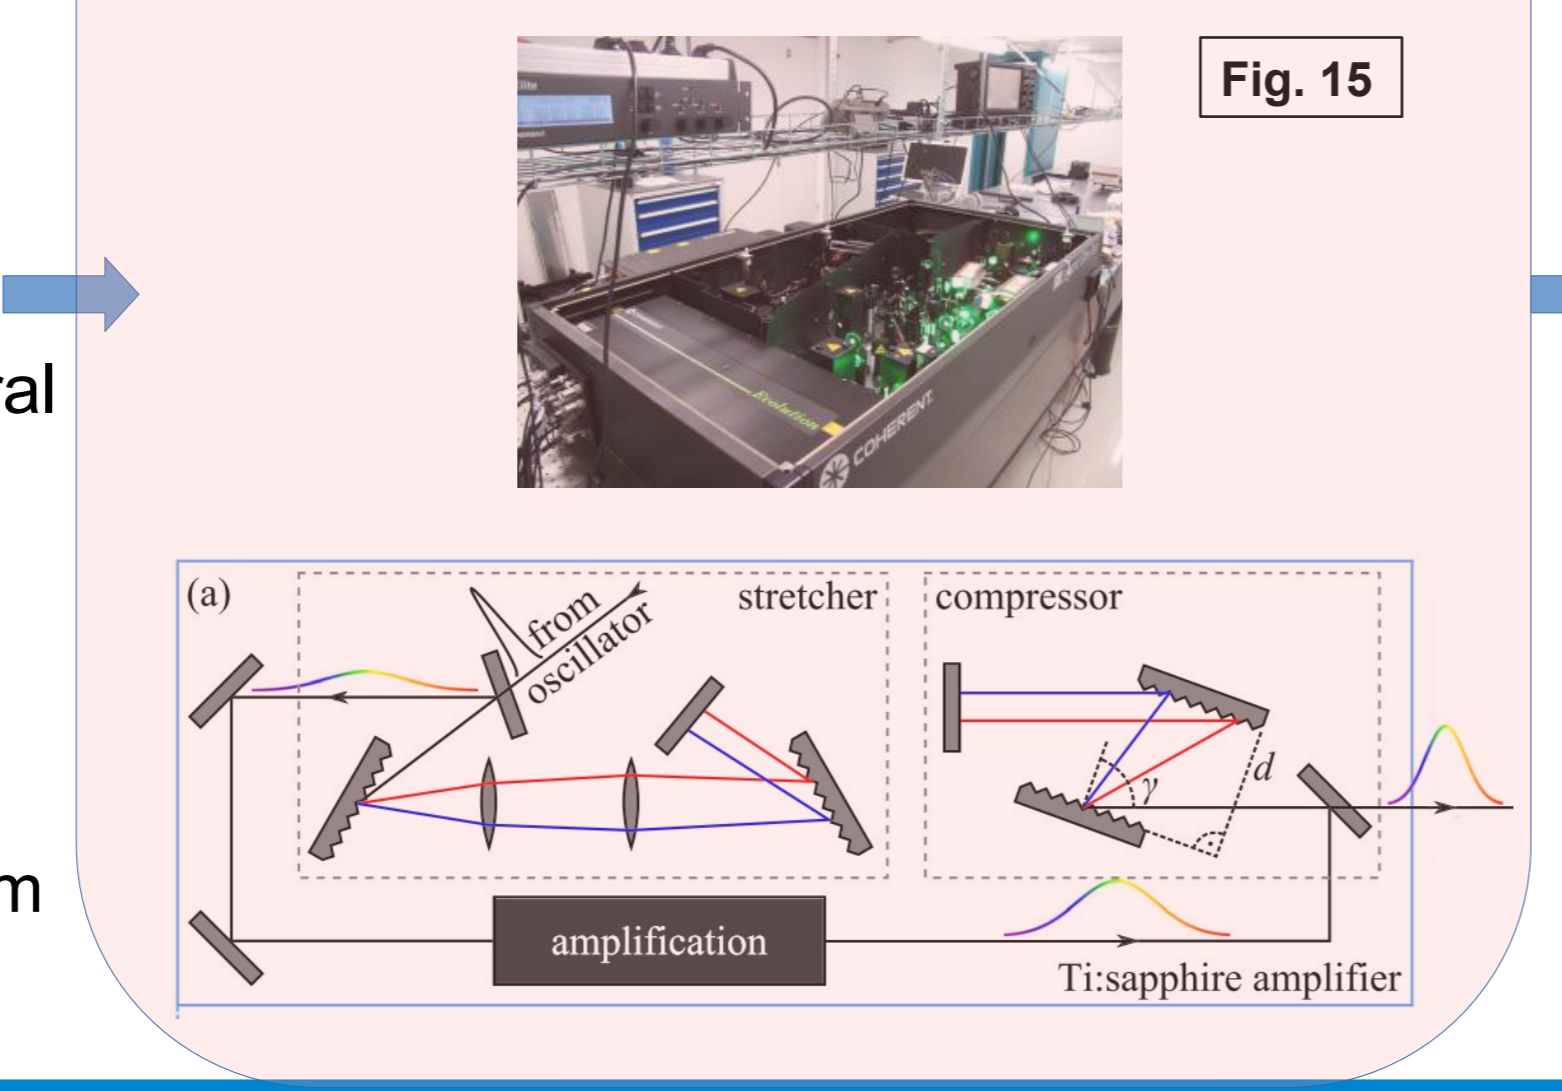 Fig. 15
Evolution
COHERENT
ral
m
(a)
from
oscillator
stretcher
compressor
γ
d
amplification
Ti:sapphire amplifier